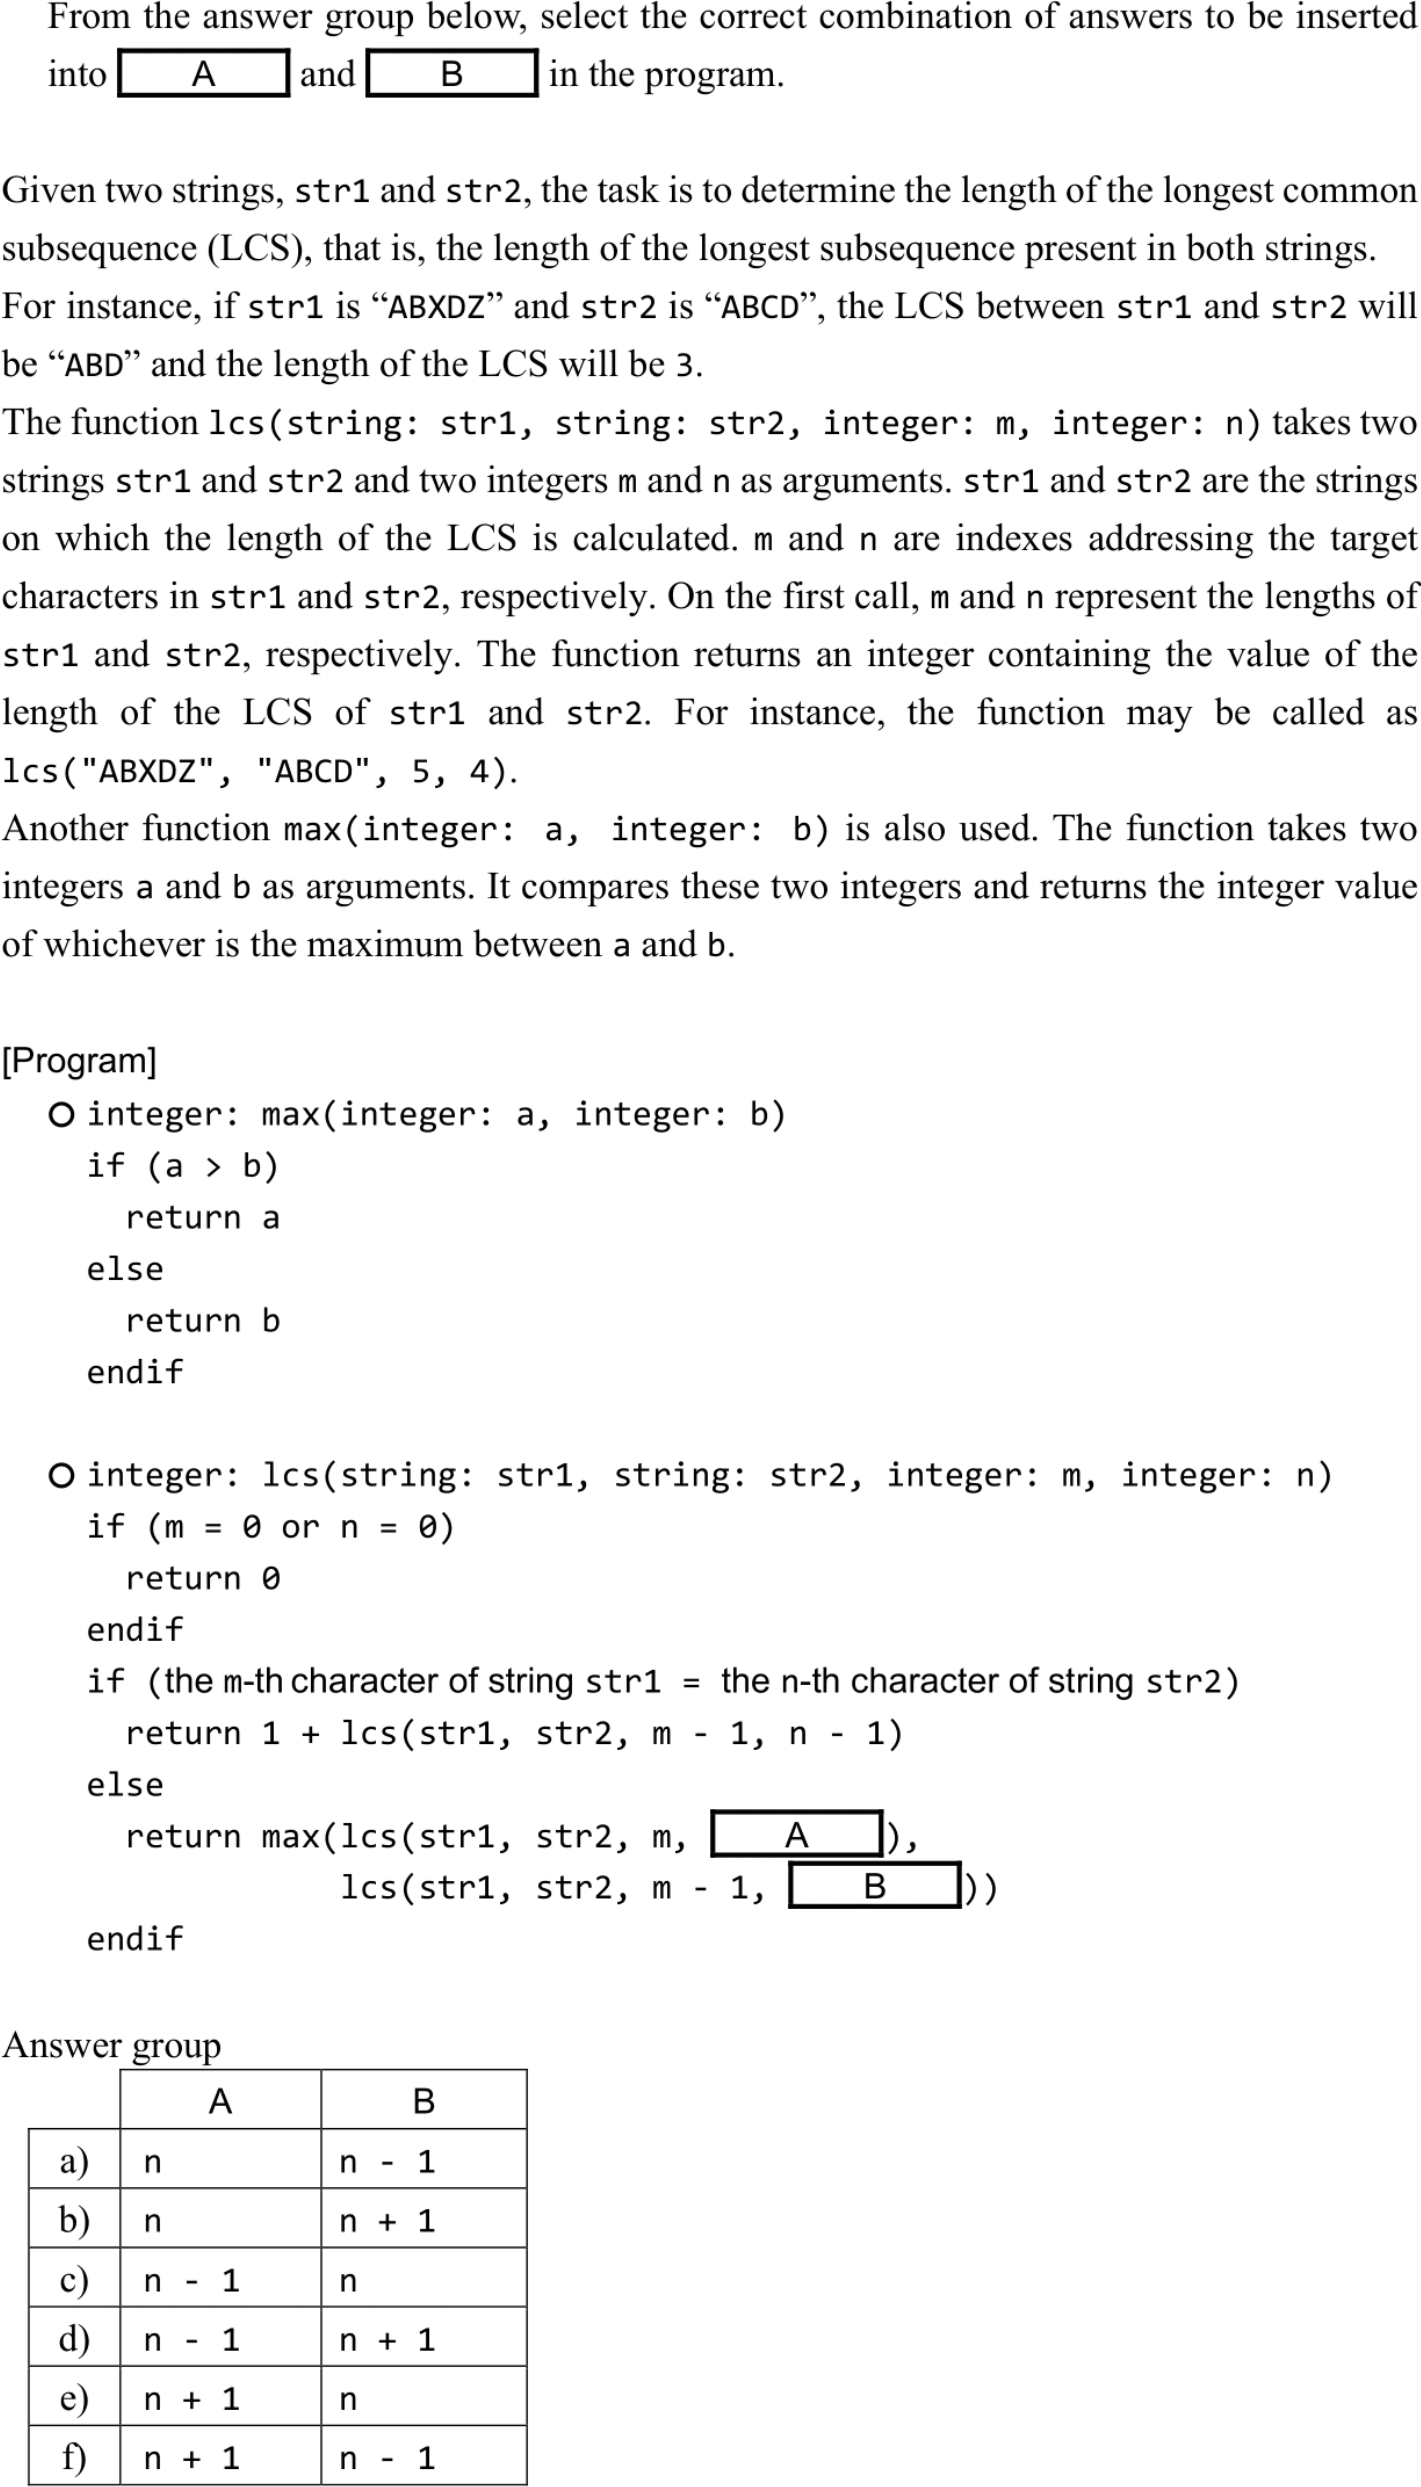 From the answer group below, select the correct combination of answers to be inserted
into A and B in the program.
Given two strings, str1 and str2, the task is to determine the length of the longest common
subsequence (LCS), that is, the length of the longest subsequence present in both strings.
For instance, if str1 is “ABXDZ” and str2 is “ABCD”, the LCS between str1 and str2 will
be “ABD” and the length of the LCS will be 3.
The function lcs(string: str1, string: str2, integer: m, integer: n) takes two
strings str1 and str2 and two integers m and n as arguments. str1 and str2 are the strings
on which the length of the LCS is calculated. m and n are indexes addressing the target
characters in str1 and str2, respectively. On the first call, m and n represent the lengths of
str1 and str2, respectively. The function returns an integer containing the value of the
length of the LCS of str1 and str2. For instance, the function may be called as
lcs("ABXDZ", "ABCD", 5, 4).
Another function max(integer: a, integer: b) is also used. The function takes two
integers a and b as arguments. It compares these two integers and returns the integer value
of whichever is the maximum between a and b.
[Program]
○ integer: max(integer: a, integer: b)
if (a > b)
return a
else
return b
endif
○ integer: lcs(string: str1, string: str2, integer: m, integer: n)
if (m = 0 or n = 0)
return 0
endif
if (the m-th character of string str1 = the n-th character of string str2)
return 1 + lcs(str1, str2, m - 1, n - 1)
else
return max(lcs(str1, str2, m, A ),
lcs(str1, str2, m - 1, B ))
endif
Answer group
A B
a) n n - 1
b) n n + 1
c) n - 1 n
d) n - 1 n + 1
e) n + 1 n
f) n + 1 n - 1